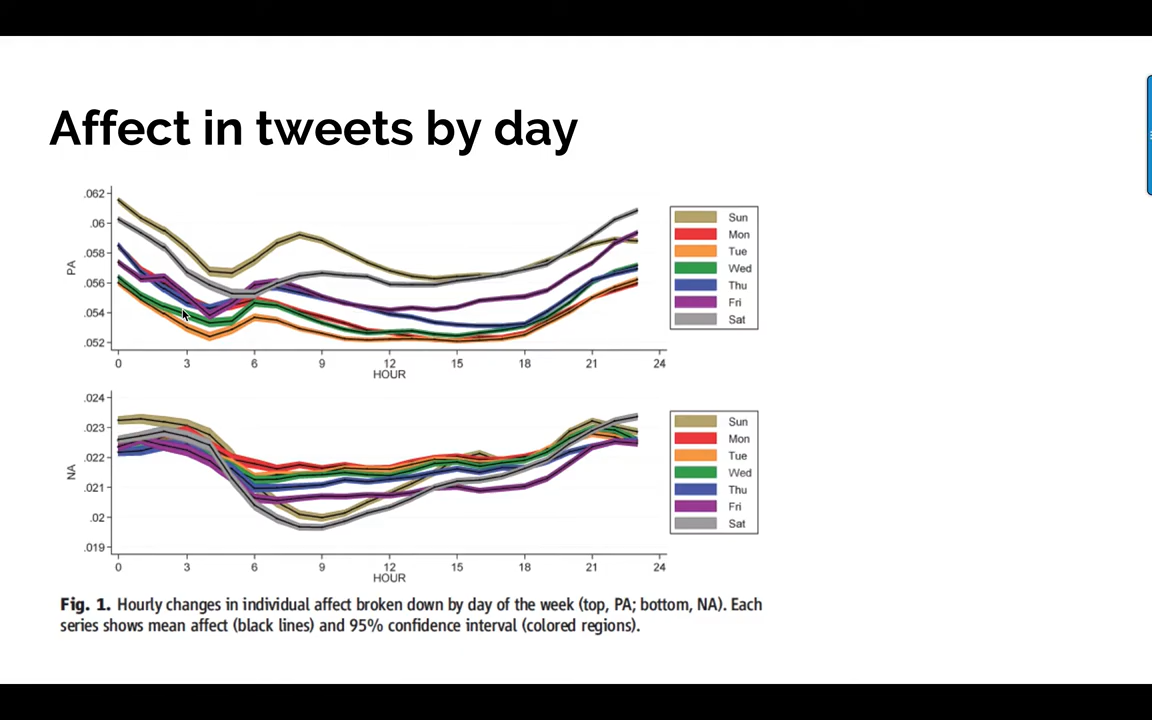 Affect in tweets by day
.062
.06
.058
.056
.054
.052
PA
0 3 6 9 12 15 18 21 24
HOUR
Sun
Mon
Tue
Wed
Thu
Fri
Sat
.024
.023
.022
.021
.02
.019
NA
0 3 6 9 12 15 18 21 24
HOUR
Sun
Mon
Tue
Wed
Thu
Fri
Sat
Fig. 1. Hourly changes in individual affect broken down by day of the week (top, PA; bottom, NA). Each
series shows mean affect (black lines) and 95% confidence interval (colored regions).